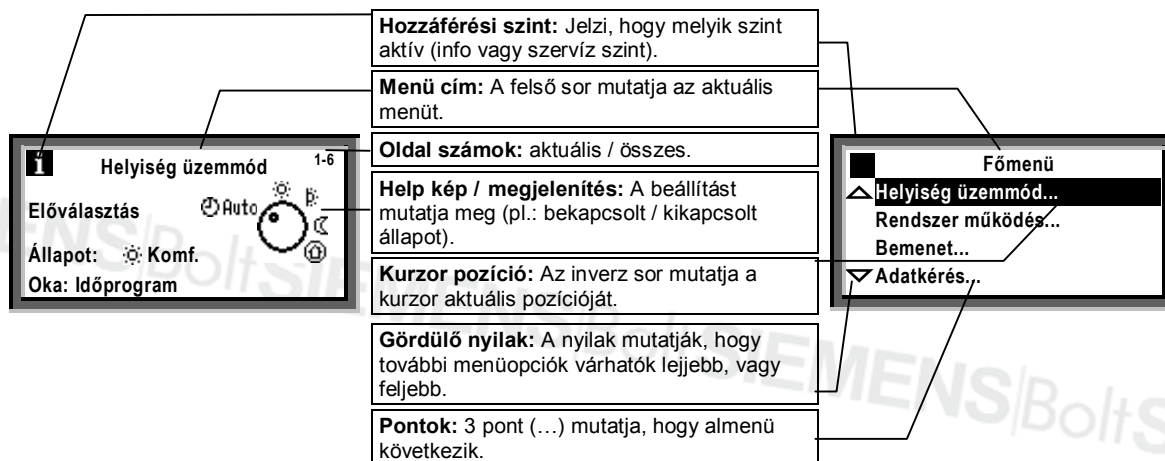 Hozzáférési szint: Jelzi, hogy melyik szint
aktív (info vagy szervíz szint).
Menü cím: A felső sor mutatja az aktuális
menüt.
Oldal számok: aktuális / összes.
Help kép / megjelenítés: A beállítást
mutatja meg (pl.: bekapcsolt / kikapcsolt
állapot).
Kurzor pozíció: Az inverz sor mutatja a
kurzor aktuális pozícióját.
Gördülő nyilak: A nyilak mutatják, hogy
további menüopciók várhatók lejjebb, vagy
feljebb.
Pontok: 3 pont (…) mutatja, hogy almenü
következik.
i
Helyiség üzemmód
1-6
Auto
Előválasztás
Állapot: Komf.
Oka: Időprogram
Főmenü
Helyiség üzemmód...
Rendszer működés...
Bemenet...
Adatkérés...
ENS|BoltSIEMENS|BoltSIEMENS|BoltS